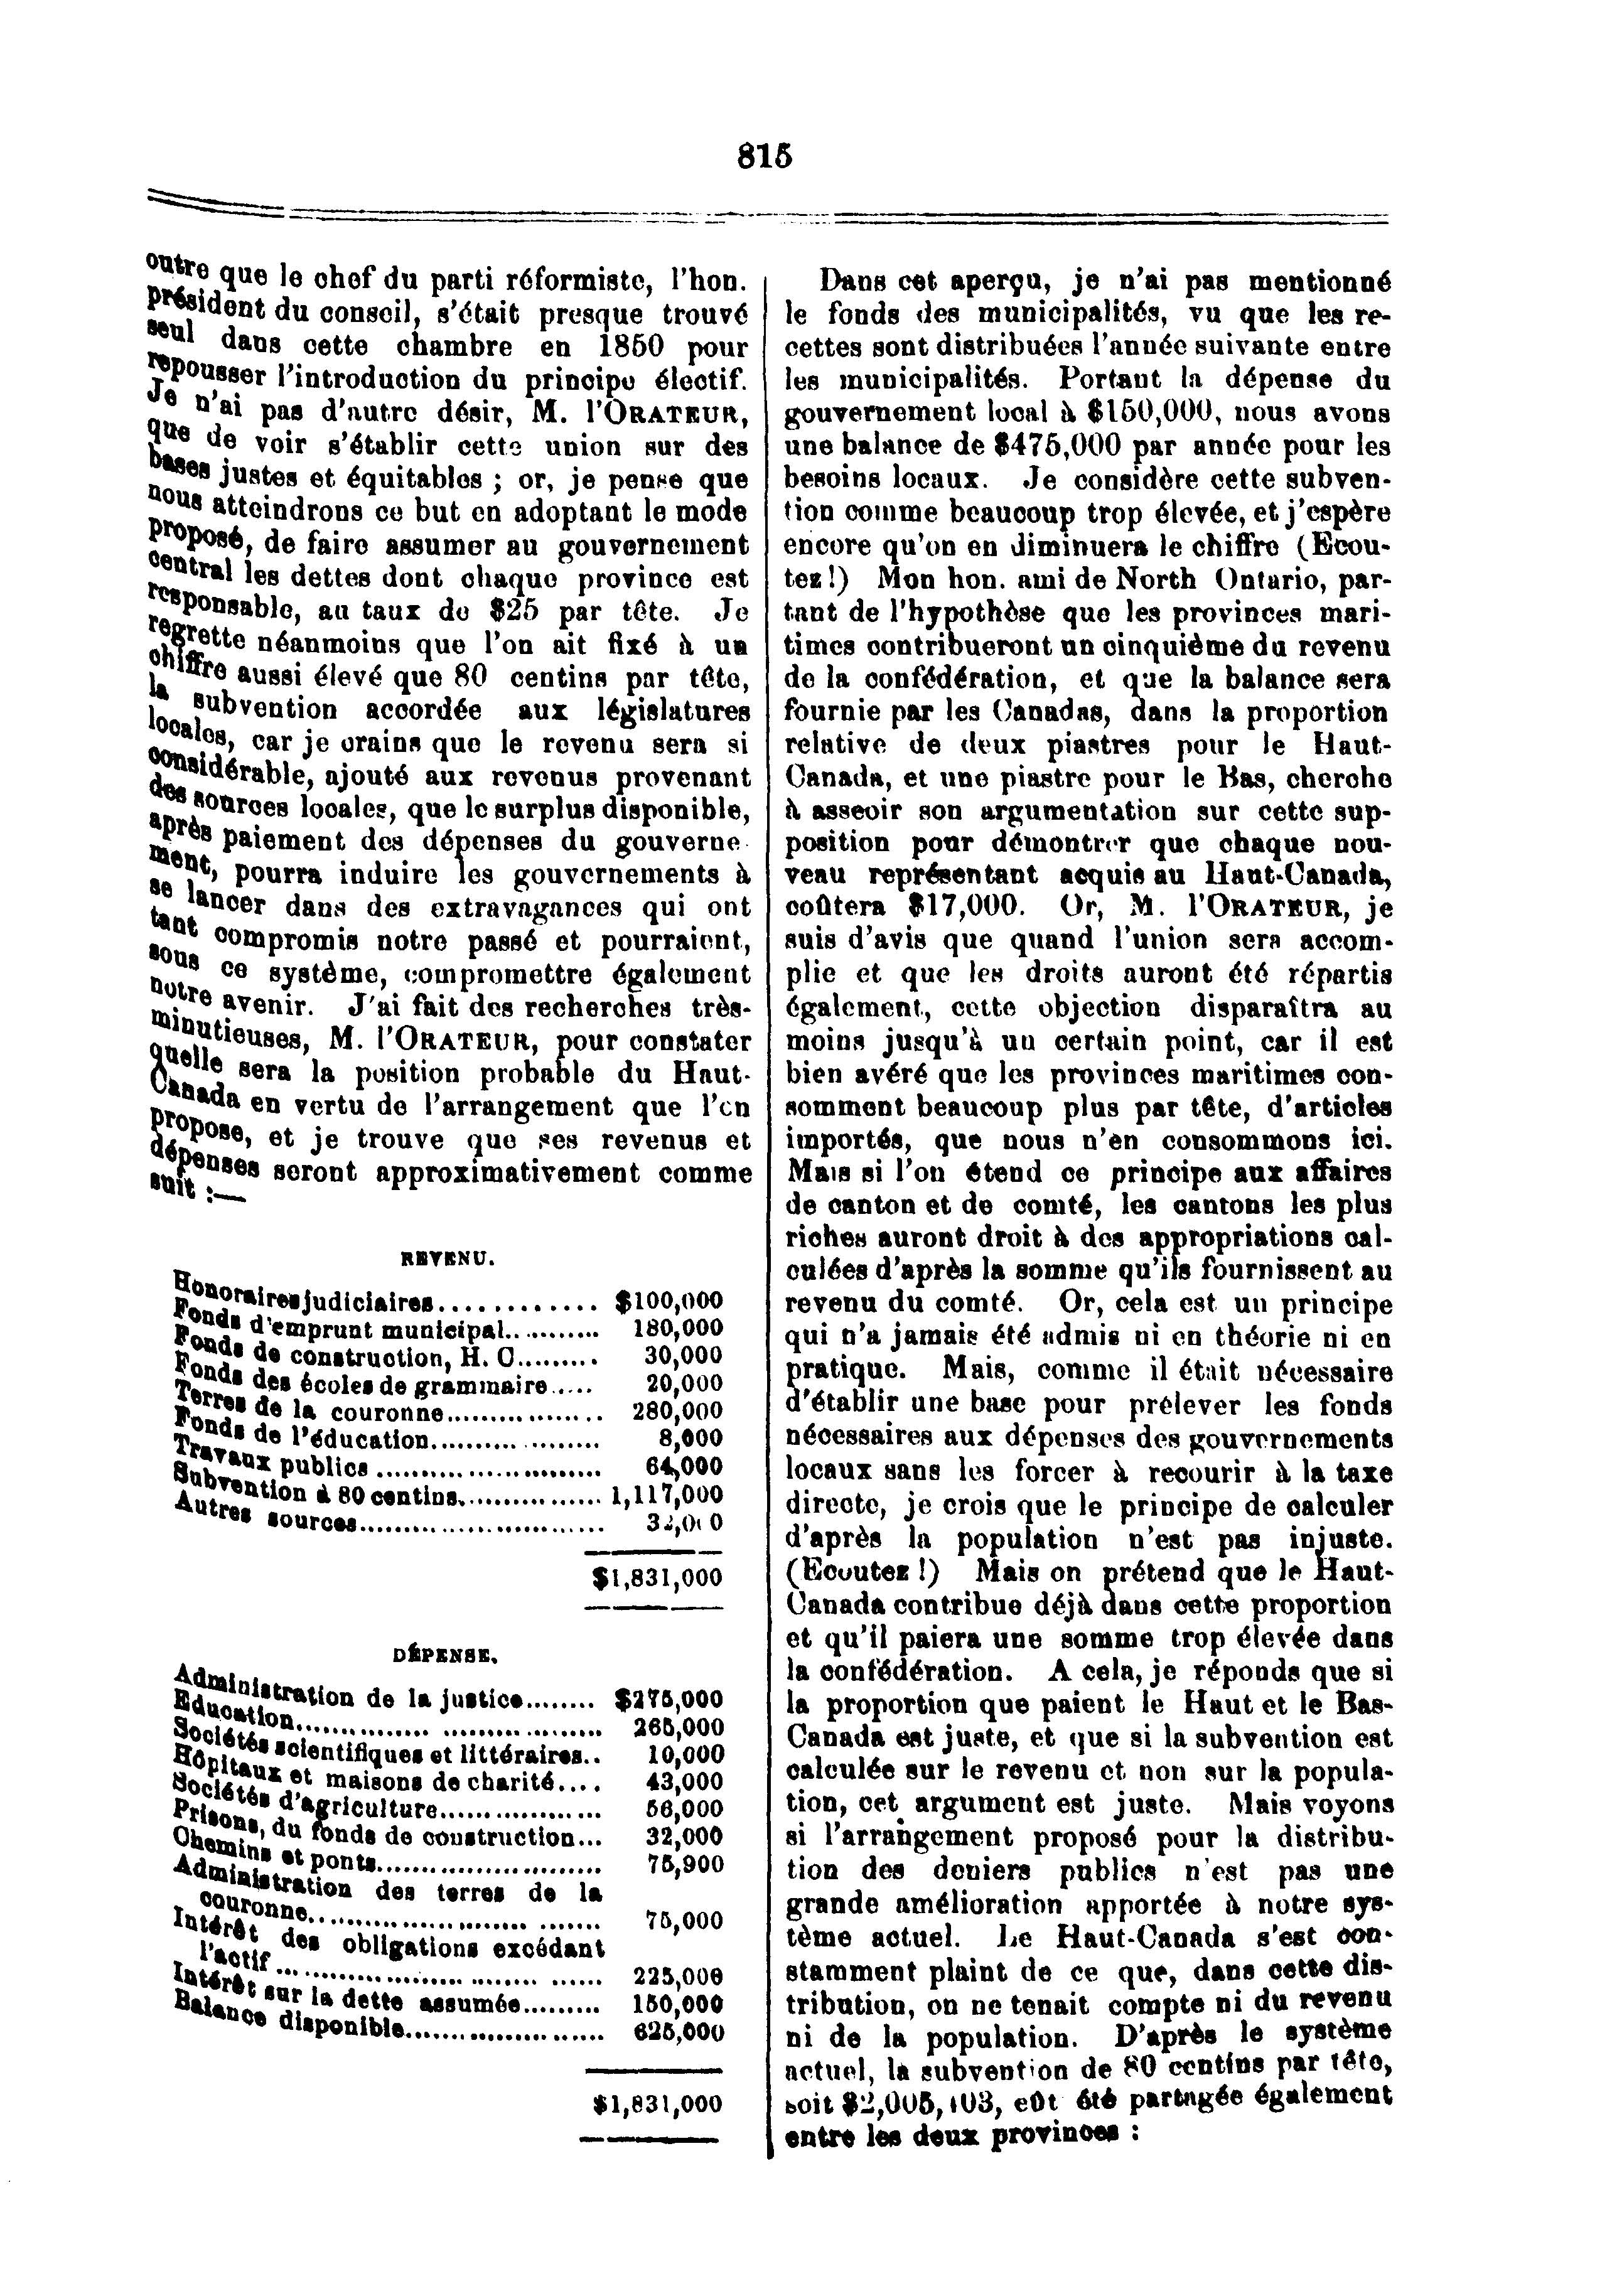 815
outre que le chef du parti réformiste, l'hon.
président du conseil, s'était presque trouvé
seul dans cette chambre en 1850 pour
repousser l'introduction du principe électif.
Je n'ai pas d'autre désir, M. l'ORATEUR,
que de voir s'établir cette union sur des
bases justes et équitables ; or, je pense que
nous atteindrons ce but en adoptant le mode
proposé, de faire assumer au gouvernement
central les dettes dont chaque province est
responsable, au taux de $25 par tête. Je
regrette néanmoins que l'on ait fixé à un
chiffre aussi élevé que 80 centins par tête,
la subvention accordée aux législatures
locales, car je crains que le revenu sera si
considérable, ajouté aux revenus provenant
des sources locales, que le surplus disponible,
après paiement des dépenses du gouverne-
ment, pourra induire les gouvernements à
se lancer dans des extravagances qui ont
tant compromis notre passé et pourraient,
sous ce système, compromettre également
notre avenir. J'ai fait des recherches très-
minutieuses, M. l'ORATEUR, pour constater
quelle sera la position probable du Haut-
Canada en vertu de l'arrangement que l'on
propose, et je trouve que ses revenus et
dépenses seront approximativement comme
suit :—
REVENU.
Honoraires judiciaires............. $100,000
Fonds d'emprunt municipal............ 180,000
Fonds de construction, H. C......... 30,000
Fonds des écoles de grammaire..... 20,000
Terres de la couronne................. 280,000
Fonds de l'éducation................... 8,000
Travaux publics ........................ 64,000
Subvention à 80 centins................ 1,117,000
Autres sources...........................
$1,831,000
DÉPENSE.
Administration de la justice........ $275,000
Education................................ 265,000
Sociétés scientifiques et littéraires.. 10,000
Hôpitaux et maisons de charité.... 43,000
Sociétés d'agriculture.................. 56,000
Prisons, du fonds de construction... 32,000
Chemins et ponts........................ 75,900
Administration des terres de la
couronne................................ 75,000
Intérêt des obligations excédant
l'actif .................................... 225,000
Intérêt sur la dette assumée......... 150,000
Balance disponible...................... 625,000
$1,831,000
Dans cet aperçu, je n'ai pas mentionné
le fonds des municipalités, vu que les re-
cettes sont distribuées l'année suivante entre
les municipalités. Portant la dépense du
gouvernement local à $150,000, nous avons
une balance de $475,000 par année pour les
besoins locaux. Je considère cette subven-
tion comme beaucoup trop élevée, et j'espère
encore qu'on en diminuera le chiffre (Ecou-
tez !) Mon hon. ami de North Ontario, par-
tant de l'hypothèse que les provinces mari-
times contribueront un cinquième du revenu
de la confédération, et que la balance sera
fournie par les Canadas, dans la proportion
relative de deux piastres pour le Haut-
Canada, et une piastre pour le Bas, cherche
à asseoir son argumentation sur cette sup-
position pour démontrer que chaque nou-
veau représentant acquis au Haut-Canada,
coûtera $17,000. Or, M. l'ORATEUR, je
suis d'avis que quand l'union sera accom-
plie et que les droits auront été répartis
également, cette objection disparaîtra au
moins jusqu'à un certain point, car il est
bien avéré que les provinces maritimes con-
somment beaucoup plus par tête, d'articles
importés, que nous n'en consommons ici.
Mais si l'on étend ce principe aux affaires
de canton et de comté, les cantons les plus
riches auront droit à des appropriations cal-
culées d'après la somme qu'ils fournissent au
revenu du comté. Or, cela est un principe
qui n'a jamais été admis ni en théorie ni en
pratique. Mais, comme il était nécessaire
d'établir une base pour prélever les fonds
nécessaires aux dépenses des gouvernements
locaux sans les forcer à recourir à la taxe
directe, je crois que le principe de calculer
d'après la population n'est pas injuste.
(Ecoutez !) Mais on prétend que le Haut-
Canada contribue déjà dans cette proportion
et qu'il paiera une somme trop élevée dans
la confédération. A cela, je réponds que si
la proportion que paient le Haut et le Bas-
Canada est juste, et que si la subvention est
calculée sur le revenu et non sur la popula-
tion, cet argument est juste. Mais voyons
si l'arrangement proposé pour la distribu-
tion des deniers publics n'est pas une
grande amélioration apportée à notre sys-
tème actuel. Le Haut-Canada s'est con-
stamment plaint de ce que, dans cette dis-
tribution, on ne tenait compte ni du revenu
ni de la population. D'après le système
actuel, la subvention de 80 centins par tête,
soit eût été partagée également
entre les deux provinces :